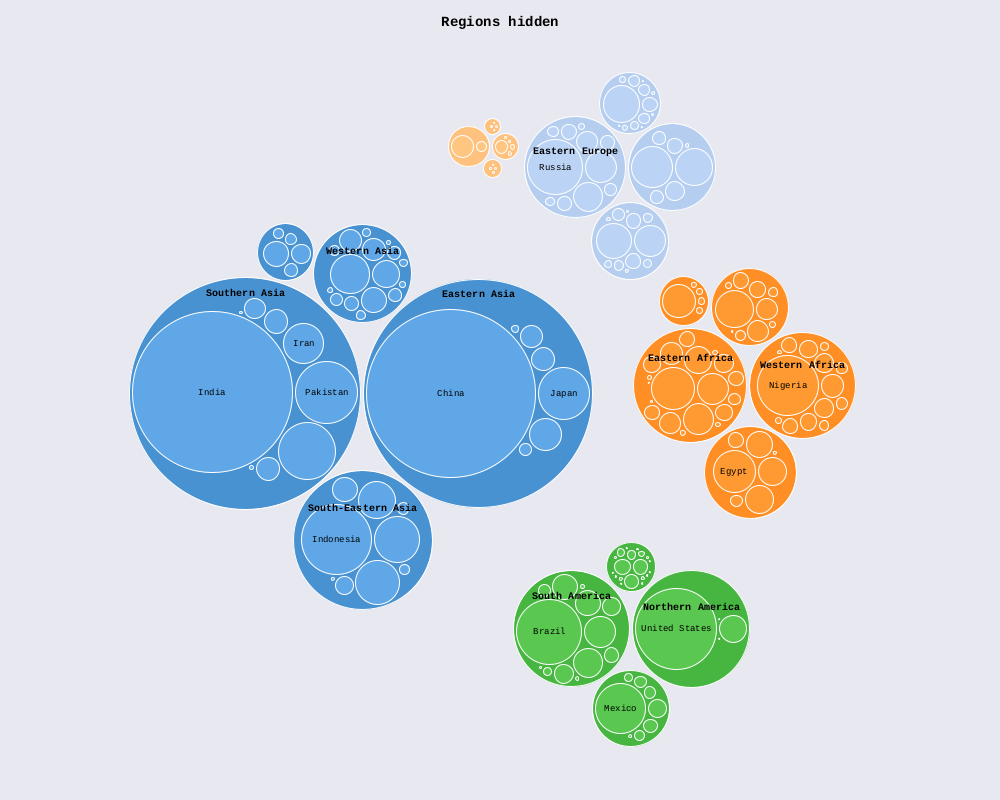 Regions hidden
Eastern Europe
Russia
Western Asia
Southern Asia
Eastern Asia
Iran
India
Pakistan
China
Japan
South-Eastern Asia
Indonesia
Eastern Africa
Western Africa
Nigeria
Egypt
South America
Northern America
Brazil
United States
Mexico